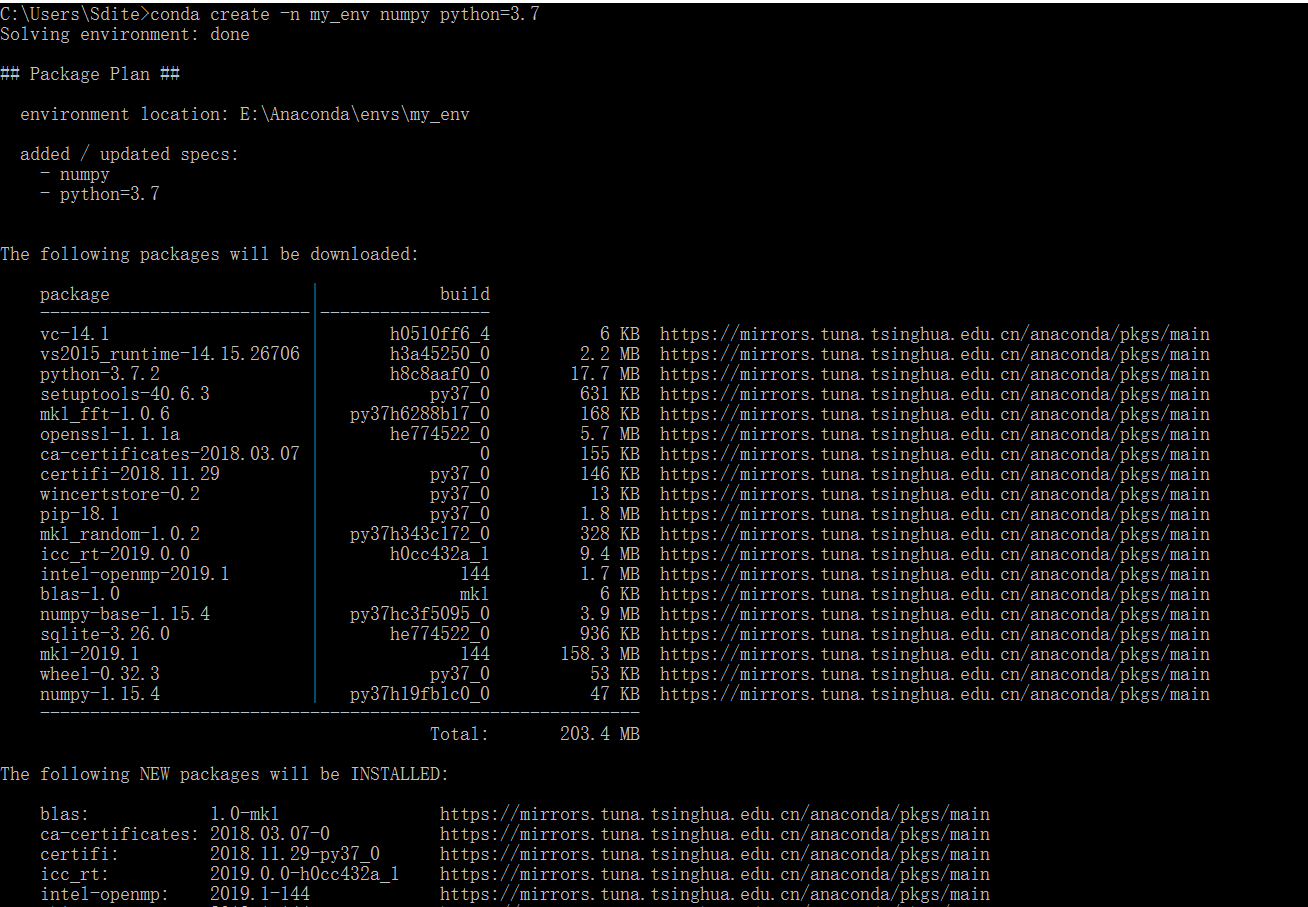 C:\Users\Sdite>conda create -n my_env numpy python=3.7
Solving environment: done
## Package Plan ##
environment location: E:\Anaconda\envs\my_env
added / updated specs:
- numpy
- python=3.7
The following packages will be downloaded:
package | build
---------------------------|-----------------
vc-14.1 | h0510ff6_4 6 KB https://mirrors.tuna.tsinghua.edu.cn/anaconda/pkgs/main
vs2015_runtime-14.15.26706 | h3a45250_0 2.2 MB https://mirrors.tuna.tsinghua.edu.cn/anaconda/pkgs/main
python-3.7.2 | h8c8aaf0_0 17.7 MB https://mirrors.tuna.tsinghua.edu.cn/anaconda/pkgs/main
setuptools-40.6.3 | py37_0 631 KB https://mirrors.tuna.tsinghua.edu.cn/anaconda/pkgs/main
mkl_fft-1.0.6 | py37h6288b17_0 168 KB https://mirrors.tuna.tsinghua.edu.cn/anaconda/pkgs/main
openssl-1.1.1a | he774522_0 5.7 MB https://mirrors.tuna.tsinghua.edu.cn/anaconda/pkgs/main
ca-certificates-2018.03.07 | 0 155 KB https://mirrors.tuna.tsinghua.edu.cn/anaconda/pkgs/main
certifi-2018.11.29 | py37_0 146 KB https://mirrors.tuna.tsinghua.edu.cn/anaconda/pkgs/main
wincertstore-0.2 | py37_0 13 KB https://mirrors.tuna.tsinghua.edu.cn/anaconda/pkgs/main
pip-18.1 | py37_0 1.8 MB https://mirrors.tuna.tsinghua.edu.cn/anaconda/pkgs/main
mkl_random-1.0.2 | py37h343c172_0 328 KB https://mirrors.tuna.tsinghua.edu.cn/anaconda/pkgs/main
icc_rt-2019.0.0 | h0cc432a_1 9.4 MB https://mirrors.tuna.tsinghua.edu.cn/anaconda/pkgs/main
intel-openmp-2019.1 | 144 1.7 MB https://mirrors.tuna.tsinghua.edu.cn/anaconda/pkgs/main
blas-1.0 | mkl 6 KB https://mirrors.tuna.tsinghua.edu.cn/anaconda/pkgs/main
numpy-base-1.15.4 | py37hc3f5095_0 3.9 MB https://mirrors.tuna.tsinghua.edu.cn/anaconda/pkgs/main
sqlite-3.26.0 | he774522_0 936 KB https://mirrors.tuna.tsinghua.edu.cn/anaconda/pkgs/main
mkl-2019.1 | 144 158.3 MB https://mirrors.tuna.tsinghua.edu.cn/anaconda/pkgs/main
wheel-0.32.3 | py37_0 53 KB https://mirrors.tuna.tsinghua.edu.cn/anaconda/pkgs/main
numpy-1.15.4 | py37h19fb1c0_0 47 KB https://mirrors.tuna.tsinghua.edu.cn/anaconda/pkgs/main
------------------------------------------------------------
Total: 203.4 MB
The following NEW packages will be INSTALLED:
blas: 1.0-mkl https://mirrors.tuna.tsinghua.edu.cn/anaconda/pkgs/main
ca-certificates: 2018.03.07-0 https://mirrors.tuna.tsinghua.edu.cn/anaconda/pkgs/main
certifi: 2018.11.29-py37_0 https://mirrors.tuna.tsinghua.edu.cn/anaconda/pkgs/main
icc_rt: 2019.0.0-h0cc432a_1 https://mirrors.tuna.tsinghua.edu.cn/anaconda/pkgs/main
intel-openmp: 2019.1-144 https://mirrors.tuna.tsinghua.edu.cn/anaconda/pkgs/main